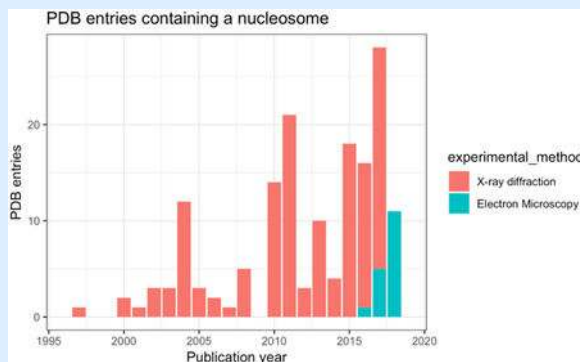 PDB entries containing a nucleosome
20
10
0
PDB entries
1995
2000
2005
2010
2015
2020
Publication year
experimental_method
X-ray diffraction
Electron Microscopy